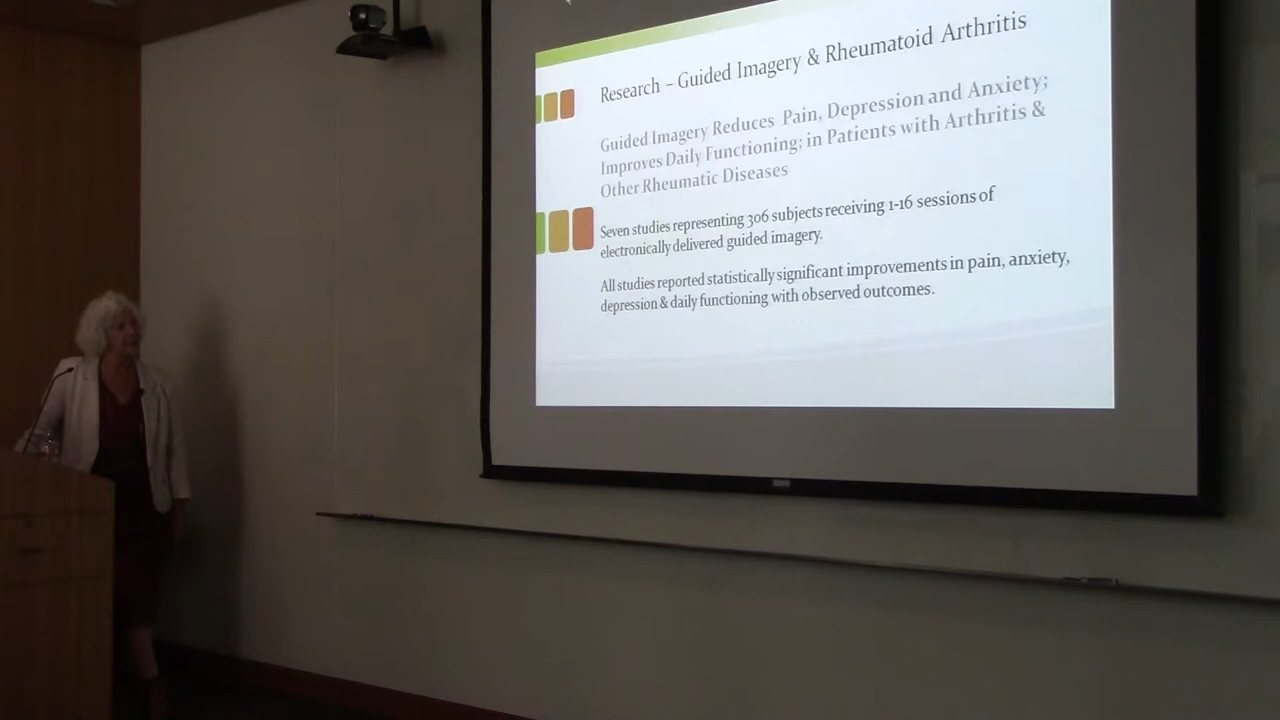 Research – Guided Imagery & Rheumatoid Arthritis
Guided Imagery Reduces Pain, Depression and Anxiety;
Improves Daily Functioning; in Patients with Arthritis &
Other Rheumatic Diseases
Seven studies representing 306 subjects receiving 1-16 sessions of
electronically delivered guided imagery.
All studies reported statistically significant improvements in pain, anxiety,
depression & daily functioning with observed outcomes.